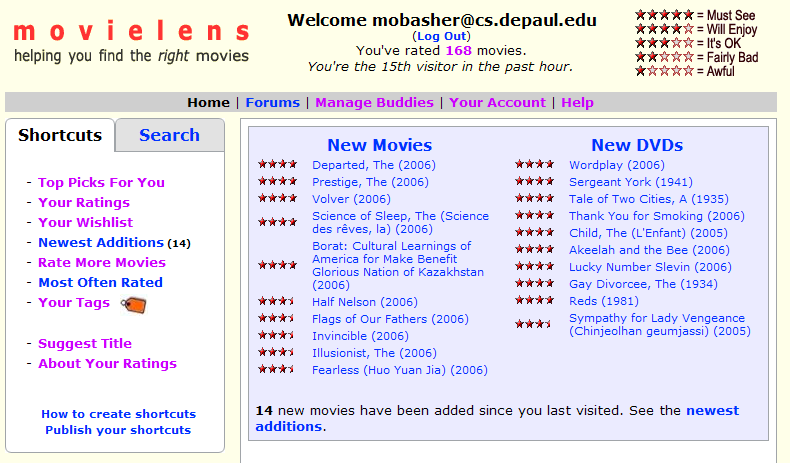 movielens
helping you find the right movies
Welcome mobasher@cs.depaul.edu
(Log Out)
You've rated 168 movies.
You're the 15th visitor in the past hour.
= Must See
= Will Enjoy
= It's OK
= Fairly Bad
= Awful
Home | Forums | Manage Buddies | Your Account | Help
Shortcuts Search
- Top Picks For You
- Your Ratings
- Your Wishlist
- Newest Additions (14)
- Rate More Movies
- Most Often Rated
- Your Tags
- Suggest Title
- About Your Ratings
How to create shortcuts
Publish your shortcuts
New Movies
Departed, The (2006)
Prestige, The (2006)
Volver (2006)
Science of Sleep, The (Science
des rêves, la) (2006)
Borat: Cultural Learnings of
America for Make Benefit
Glorious Nation of Kazakhstan
(2006)
Half Nelson (2006)
Flags of Our Fathers (2006)
Invincible (2006)
Illusionist, The (2006)
Fearless (Huo Yuan Jia) (2006)
New DVDs
Wordplay (2006)
Sergeant York (1941)
Tale of Two Cities, A (1935)
Thank You for Smoking (2006)
Child, The (L'Enfant) (2005)
Akeelah and the Bee (2006)
Lucky Number Slevin (2006)
Gay Divorcee, The (1934)
Reds (1981)
Sympathy for Lady Vengeance
(Chinjeolhan geumjassi) (2005)
14 new movies have been added since you last visited. See the newest
additions.